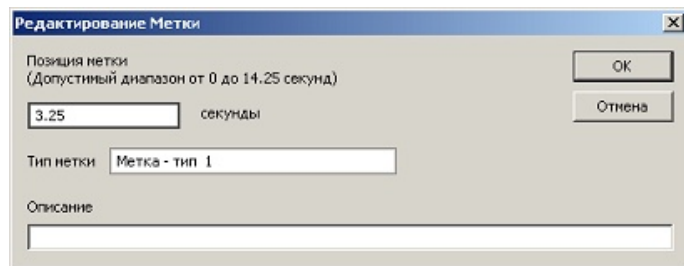 Редактирование Метки
Позиция метки
(Допустимый диапазон от 0 до 14.25 секунд)
OK
3.25 секунды
Отмена
Тип метки Метка - тип 1
Описание